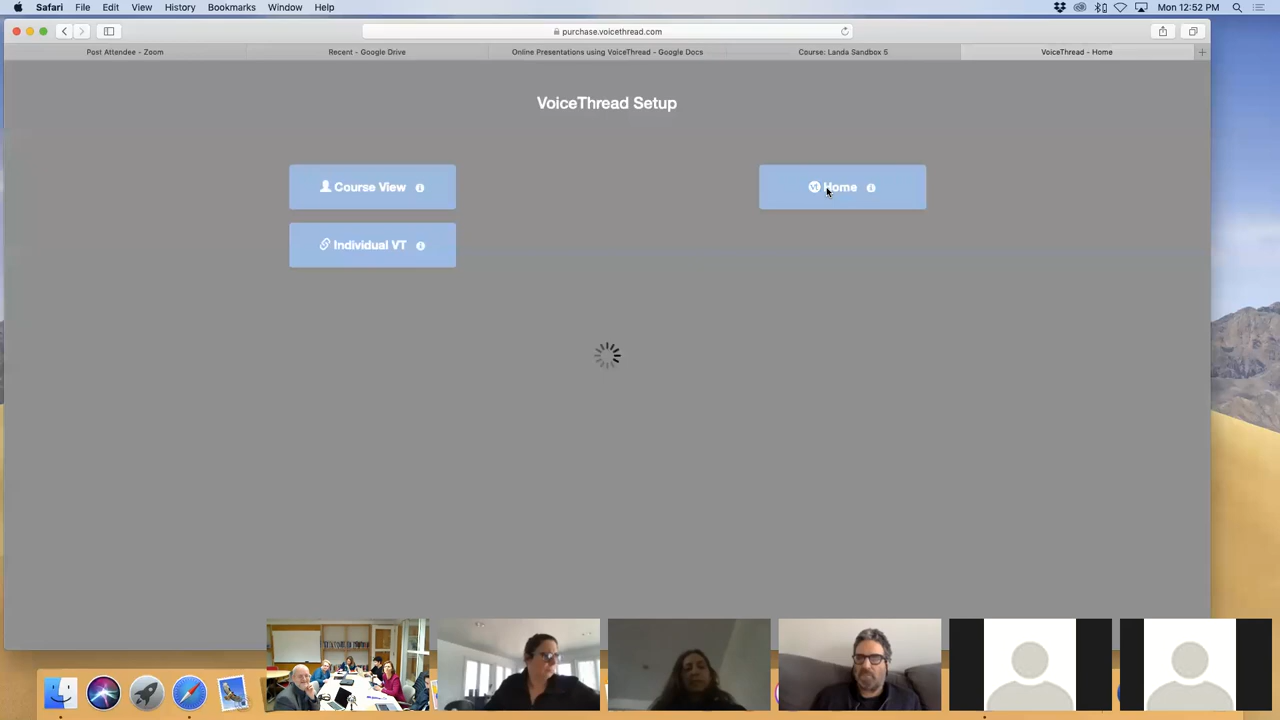 Safari File Edit View History Bookmarks Window Help Mon 12:52 PM
purchase.voicethread.com
Post Attendee - Zoom Recent - Google Drive Online Presentations using VoiceThread - Google Docs Course: Landa Sandbox 5 VoiceThread - Home
VoiceThread Setup
Course View Home
Individual VT